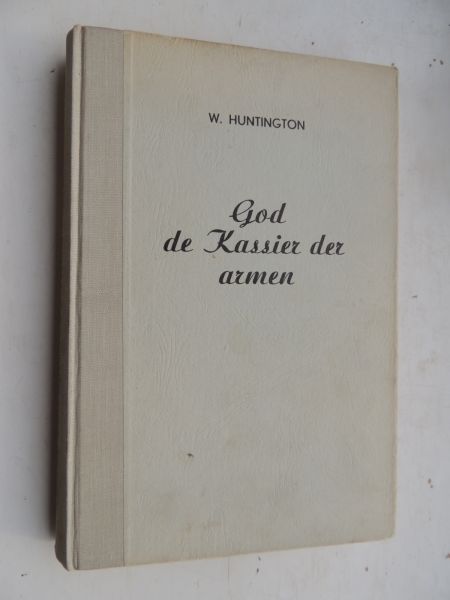 W. HUNTINGTON
God
de Kassier der
armen